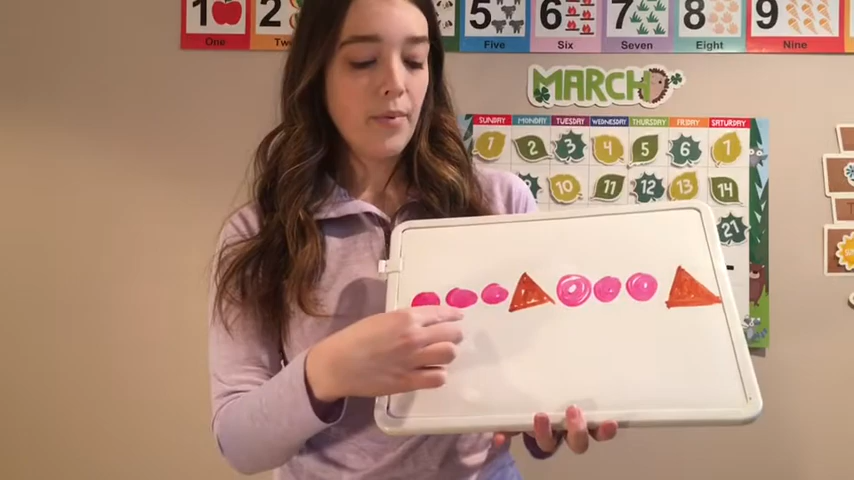 1 2 5 6 7 8 9
One Five Six Seven Eight Nine
MARCH
SUNDAY MONDAY TUESDAY WEDNESDAY THURSDAY FRIDAY SATURDAY
1 2 3 4 5 6 7
10 11 12 13 14
21